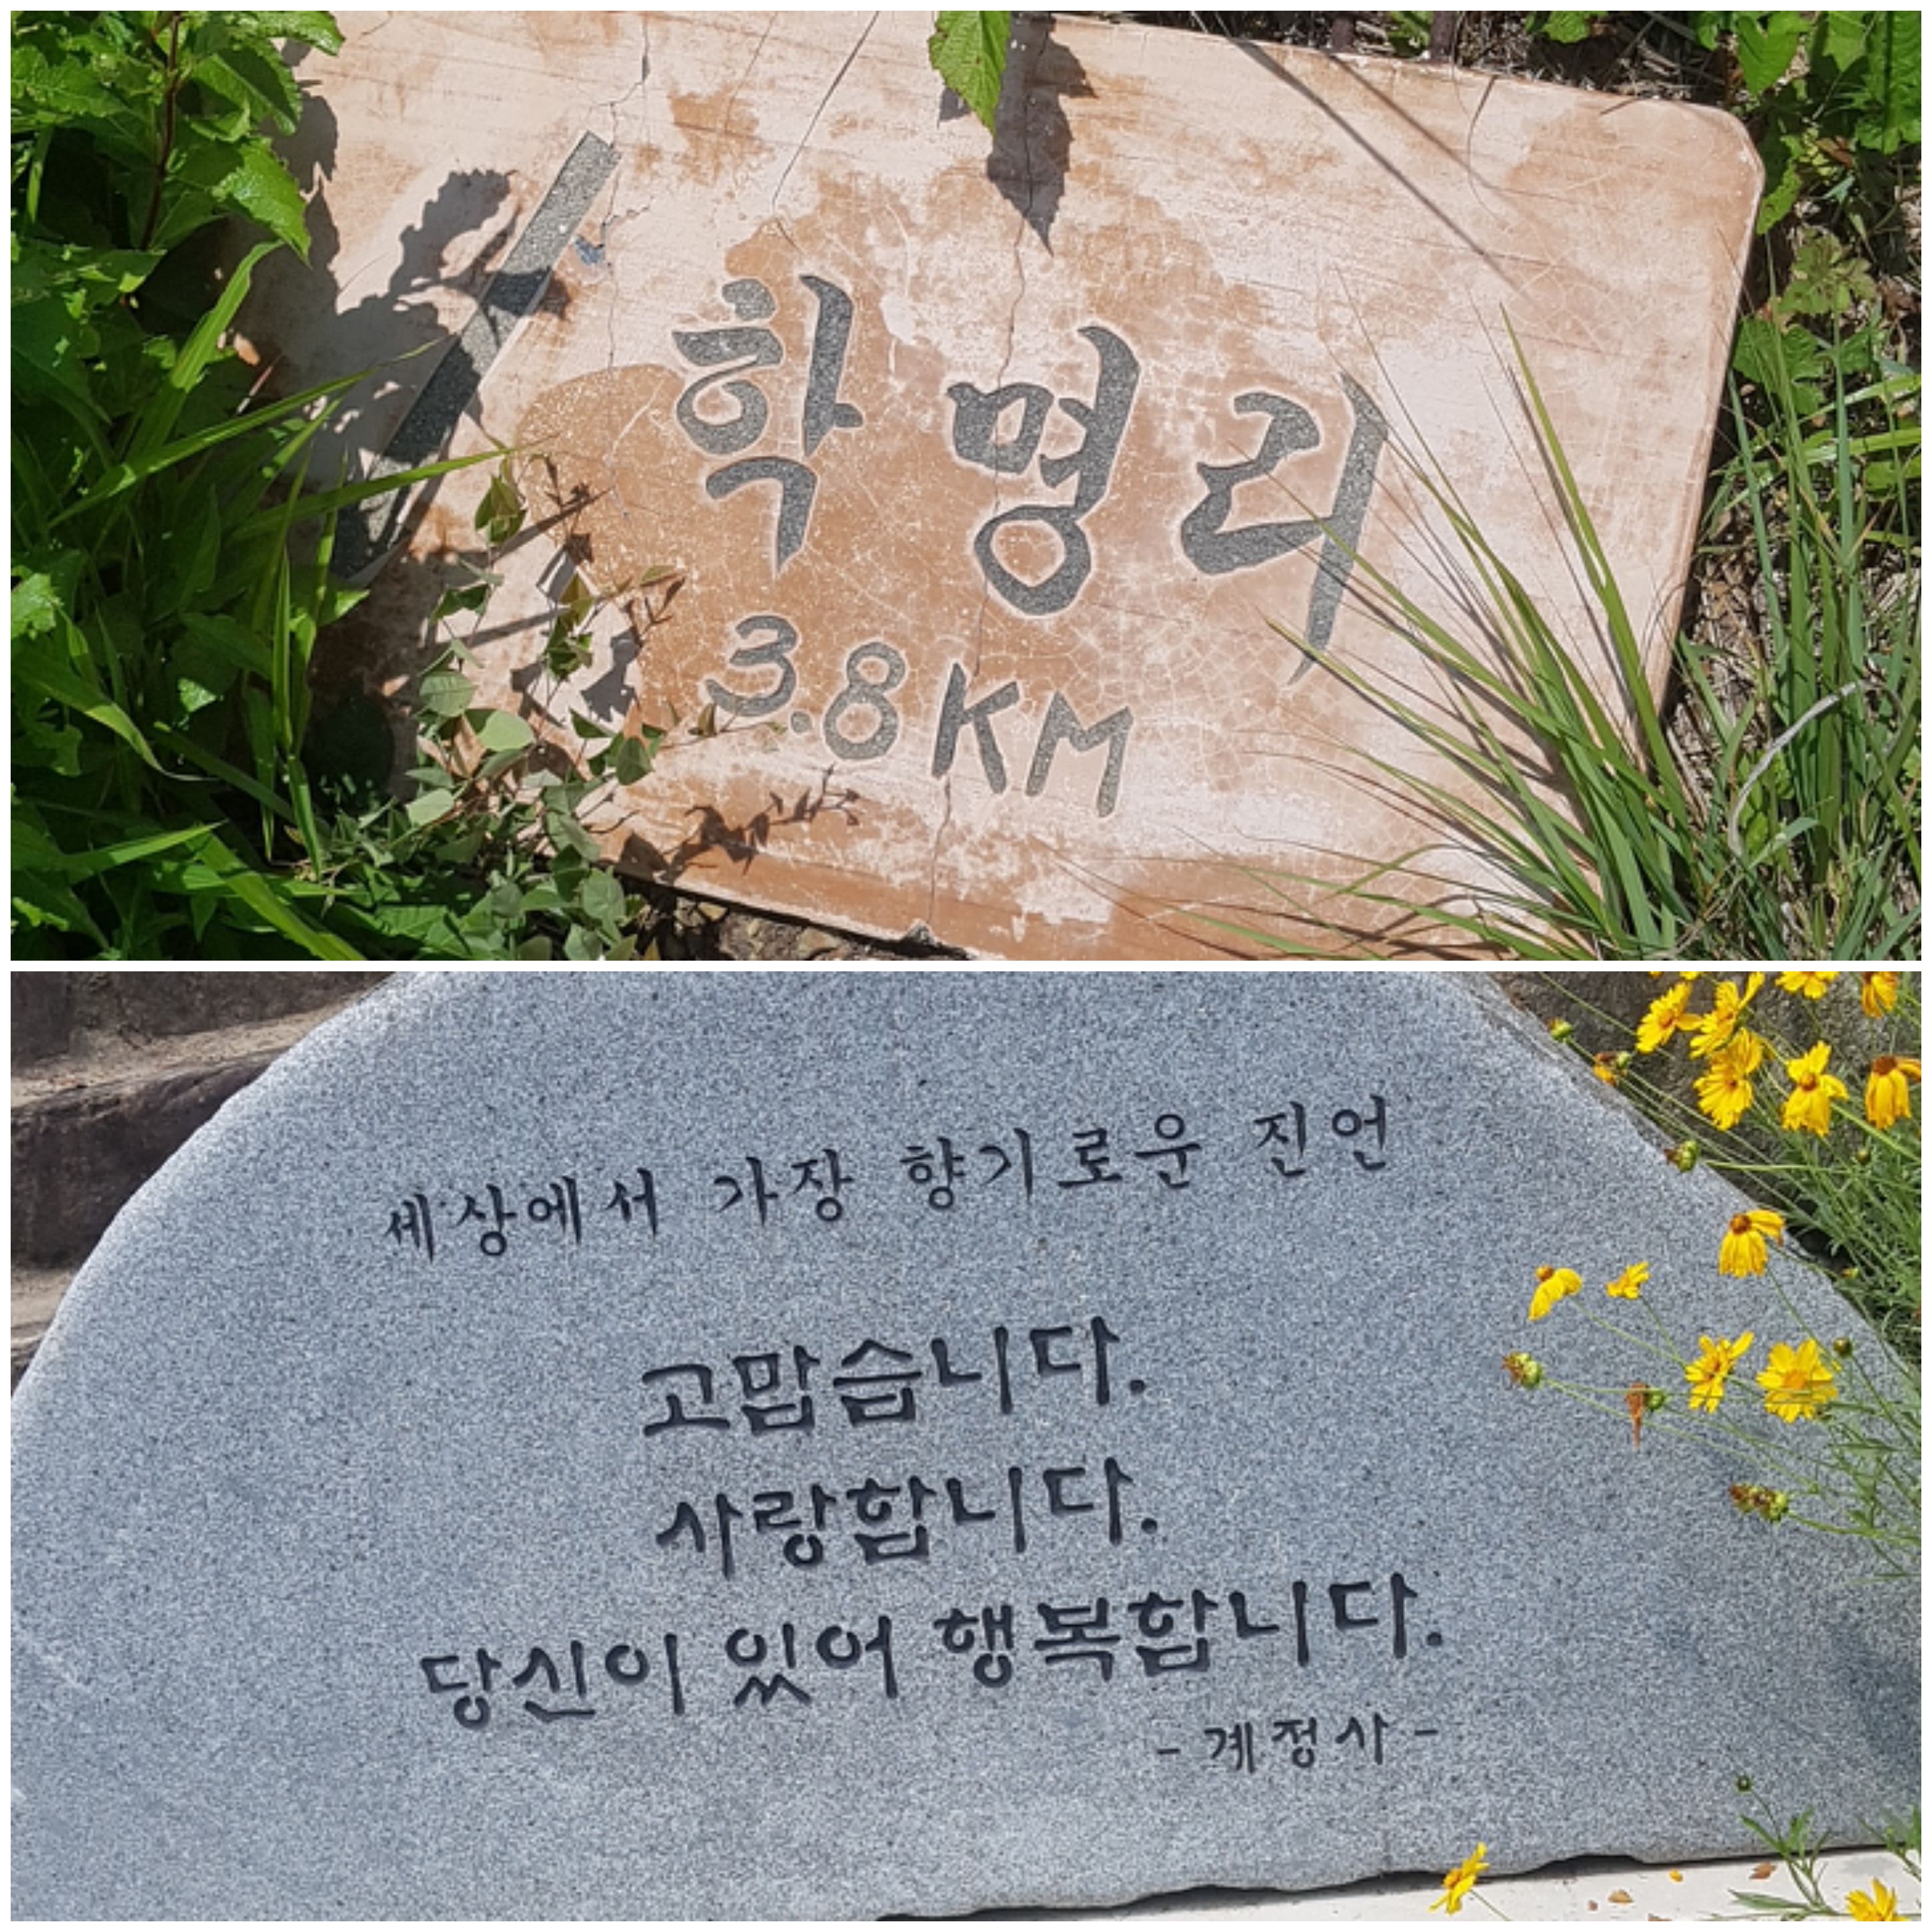 학명리
3.8KM
세상에서 가장 향기로운 진언
고맙습니다.
사랑합니다.
당신이 있어 행복합니다.
- 계정사 -